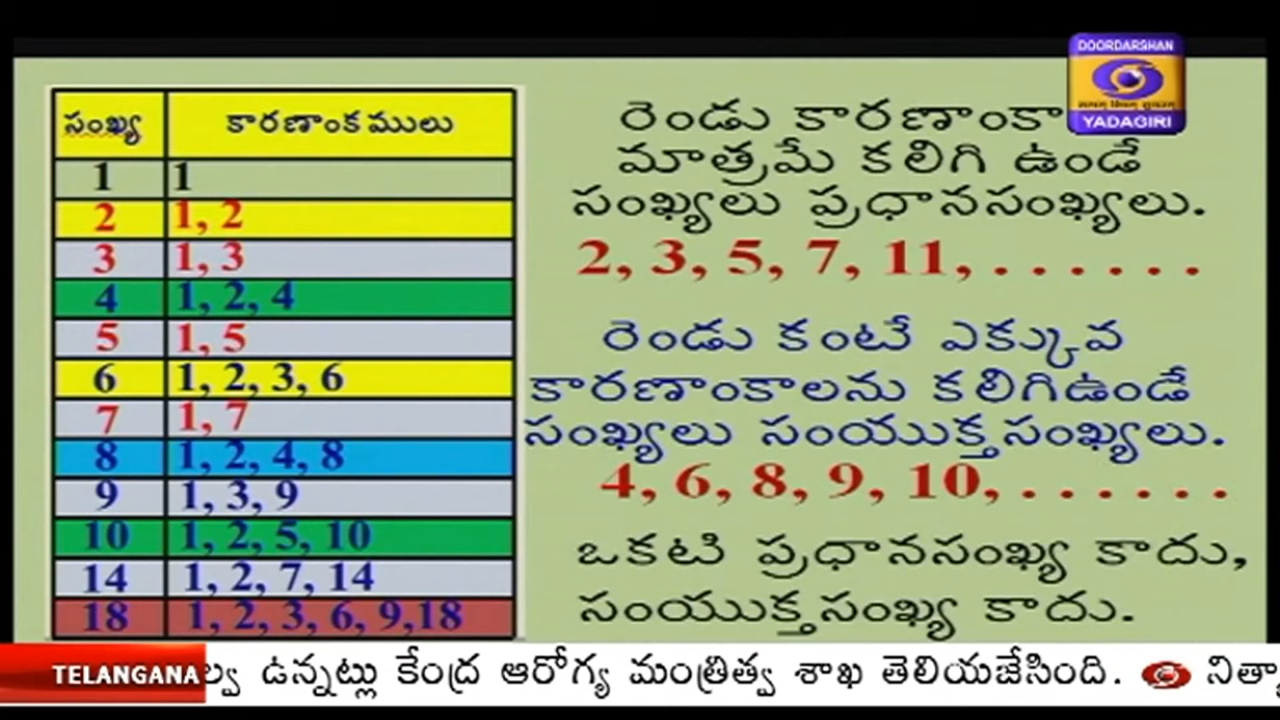 DOORDARSHAN
सत्यम् शिवम् सुन्दरम्
YADAGIRI
సంఖ్య కారణాంకములు
1 1
2 1, 2
3 1, 3
4 1, 2, 4
5 1, 5
6 1, 2, 3, 6
7 1, 7
8 1, 2, 4, 8
9 1, 3, 9
10 1, 2, 5, 10
14 1, 2, 7, 14
18 1, 2, 3, 6, 9,18
రెండు కారణాంకా
మాత్రమే కలిగి ఉండే
సంఖ్యలు ప్రధానసంఖ్యలు.
2, 3, 5, 7, 11, . . . . . .
రెండు కంటే ఎక్కువ
కారణాంకాలను కలిగిఉండే
సంఖ్యలు సంయుక్తసంఖ్యలు.
4, 6, 8, 9, 10, . . . . . .
ఒకటి ప్రధానసంఖ్య కాదు,
సంయుక్తసంఖ్య కాదు.
TELANGANA ల్వ ఉన్నట్లు కేంద్ర ఆరోగ్య మంత్రిత్వ శాఖ తెలియజేసింది. నిత్యా